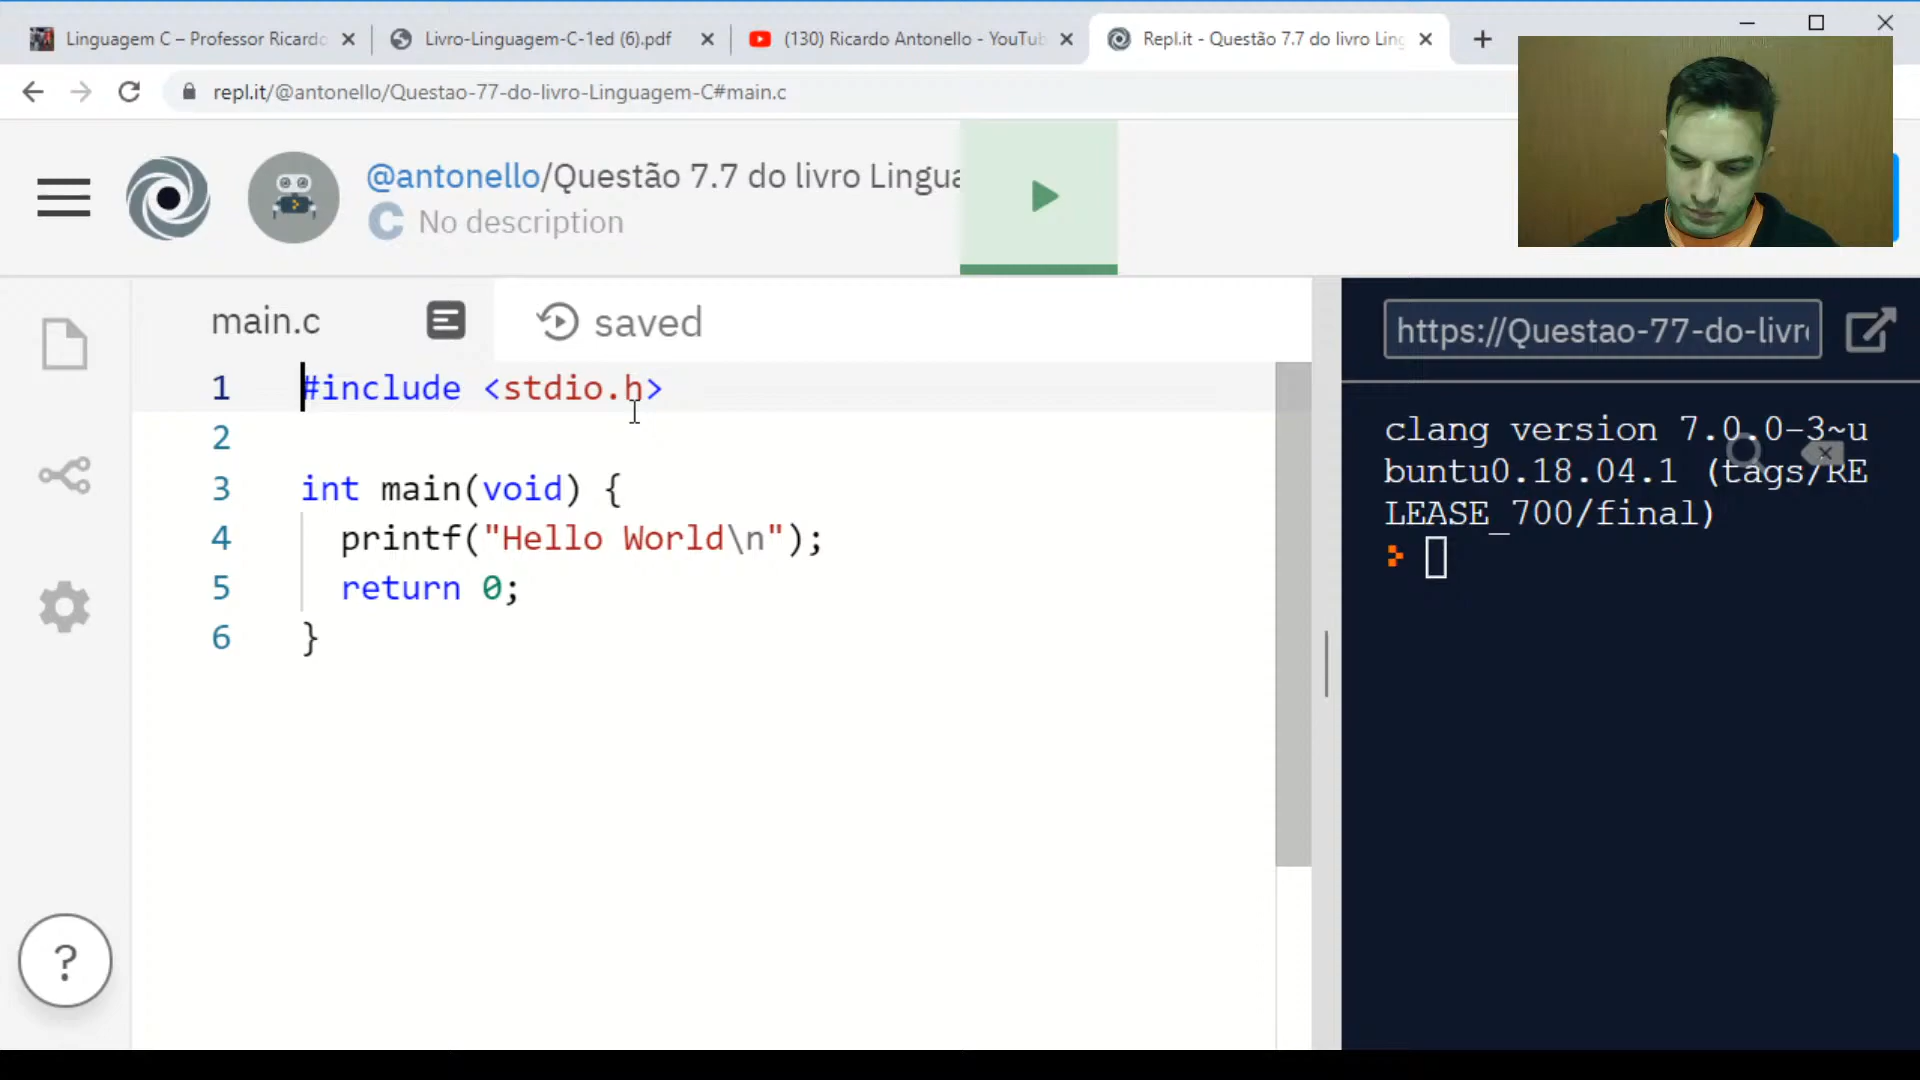 Linguagem C – Professor Ricardo
Livro-Linguagem-C-1ed (6).pdf
(130) Ricardo Antonello - YouTub
Repl.it - Questão 7.7 do livro Ling
repl.it/@antonello/Questao-77-do-livro-Linguagem-C#main.c
@antonello/Questão 7.7 do livro Lingua
C No description
main.c
saved
https://Questao-77-do-livro
1 #include <stdio.h>
2
3 int main(void) {
4 printf("Hello World\n");
5 return 0;
6 }
clang version 7.0.0-3~u
buntu0.18.04.1 (tags/RE
LEASE_700/final)
?